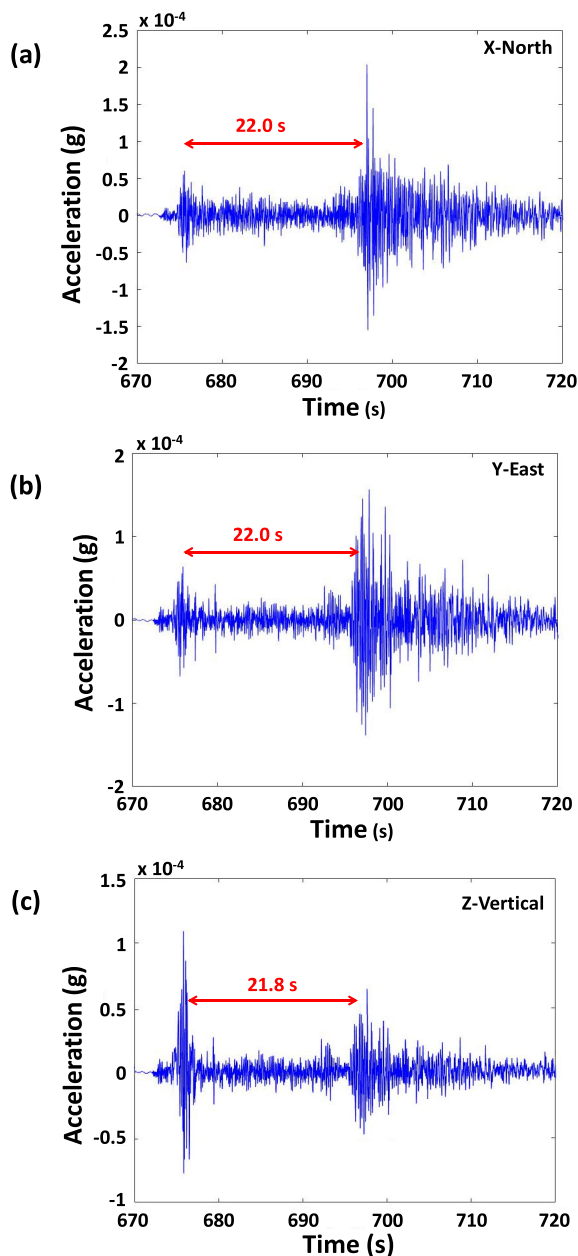 x 10-4
(a)
X-North
2.5
2
1.5
1
0.5
0
-0.5
-1
-1.5
-2
22.0 s
Acceleration (g)
670 680 690 700 710 720
Time (s)
x 10-4
(b)
Y-East
2
1
0
-1
-2
22.0 s
Acceleration (g)
670 680 690 700 710 720
Time (s)
x 10-4
(c)
Z-Vertical
1.5
1
0.5
0
-0.5
-1
21.8 s
Acceleration (g)
670 680 690 700 710 720
Time (s)